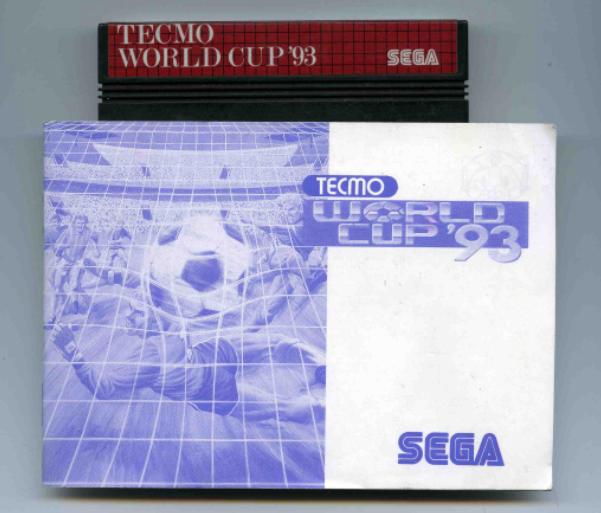 TECMO
WORLD CUP '93
SEGA
TECMO
WORLD
CUP '93
SEGA